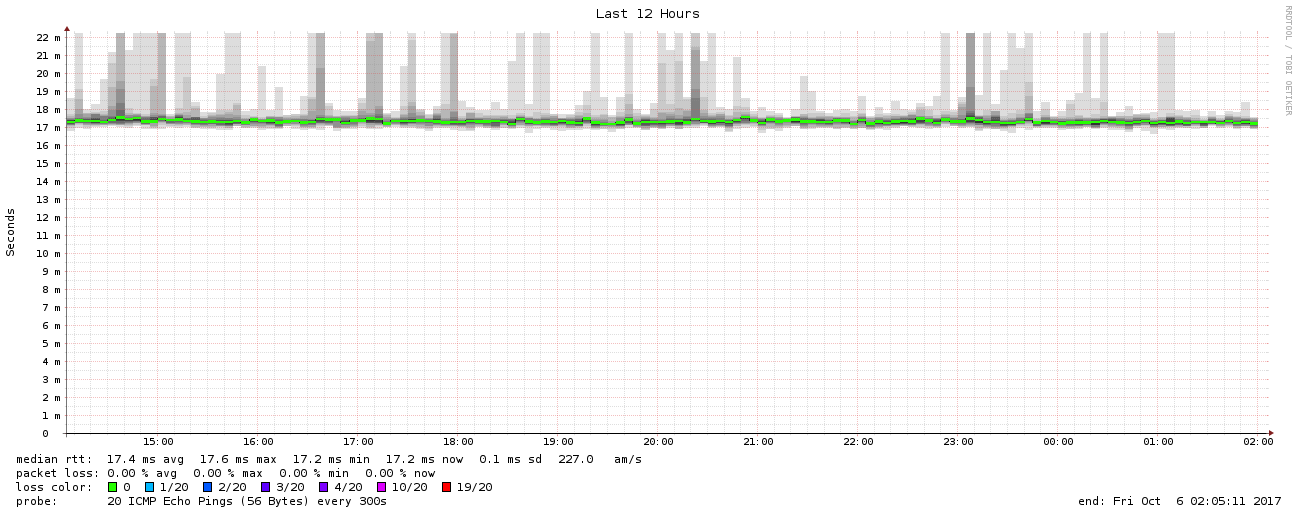 Last 12 Hours
RRDTOOL / TOBI OETIKER
Seconds
22 m
21 m
20 m
19 m
18 m
17 m
16 m
15 m
14 m
13 m
12 m
11 m
10 m
9 m
8 m
7 m
6 m
5 m
4 m
3 m
2 m
1 m
0
15:00 16:00 17:00 18:00 19:00 20:00 21:00 22:00 23:00 00:00 01:00 02:00
median rtt: 17.4 ms avg 17.6 ms max 17.2 ms min 17.2 ms now 0.1 ms sd 227.0 am/s
packet loss: 0.00 % avg 0.00 % max 0.00 % min 0.00 % now
loss color: 0 1/20 2/20 3/20 4/20 10/20 19/20
probe: 20 ICMP Echo Pings (56 Bytes) every 300s end: Fri Oct 6 02:05:11 2017